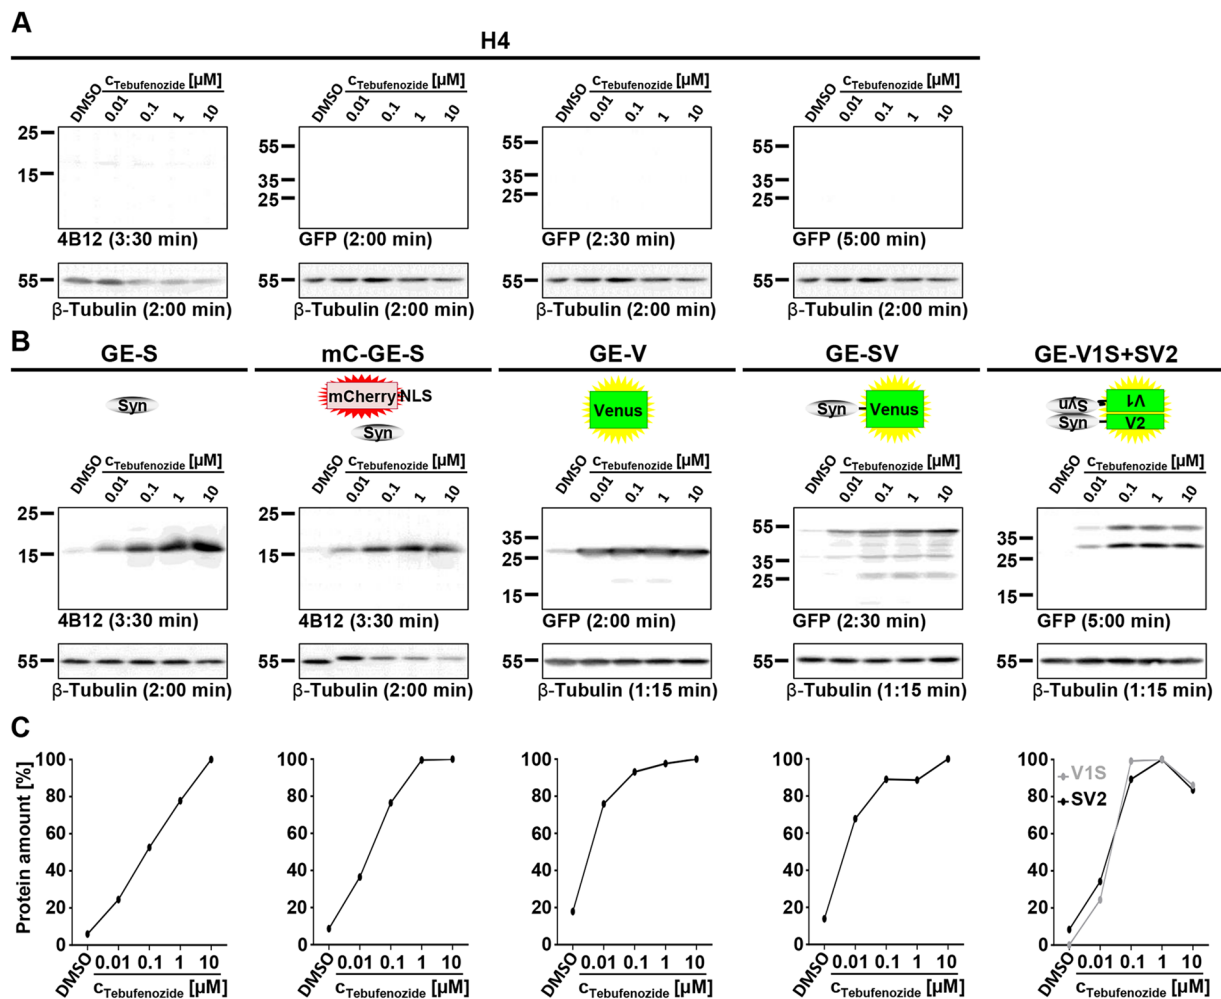 A
H4
DMSO 0.01 0.1 1 10 cTebufenozide [µM]
DMSO 0.01 0.1 1 10 cTebufenozide [µM]
DMSO 0.01 0.1 1 10 cTebufenozide [µM]
DMSO 0.01 0.1 1 10 cTebufenozide [µM]
25
15
4B12 (3:30 min)
55
35
25
GFP (2:00 min)
55
35
25
GFP (2:30 min)
55
35
25
GFP (5:00 min)
55
β-Tubulin (2:00 min)
55
β-Tubulin (2:00 min)
55
β-Tubulin (2:00 min)
55
β-Tubulin (2:00 min)
B
GE-S
mC-GE-S
GE-V
GE-SV
GE-V1S+SV2
Syn
mCherry NLS
Syn
Venus
Syn Venus
Syn V1
Syn V2
DMSO 0.01 0.1 1 10 cTebufenozide [µM]
DMSO 0.01 0.1 1 10 cTebufenozide [µM]
DMSO 0.01 0.1 1 10 cTebufenozide [µM]
DMSO 0.01 0.1 1 10 cTebufenozide [µM]
DMSO 0.01 0.1 1 10 cTebufenozide [µM]
25
15
4B12 (3:30 min)
25
15
4B12 (3:30 min)
35
25
15
GFP (2:00 min)
55
35
25
GFP (2:30 min)
35
25
15
GFP (5:00 min)
55
β-Tubulin (2:00 min)
55
β-Tubulin (2:00 min)
55
β-Tubulin (1:15 min)
55
β-Tubulin (1:15 min)
55
β-Tubulin (1:15 min)
C
Protein amount [%]
100
80
60
40
20
0
DMSO 0.01 0.1 1 10
cTebufenozide [µM]
100
80
60
40
20
0
DMSO 0.01 0.1 1 10
cTebufenozide [µM]
100
80
60
40
20
0
DMSO 0.01 0.1 1 10
cTebufenozide [µM]
100
80
60
40
20
0
DMSO 0.01 0.1 1 10
cTebufenozide [µM]
100
80
60
40
20
0
V1S
SV2
DMSO 0.01 0.1 1 10
cTebufenozide [µM]